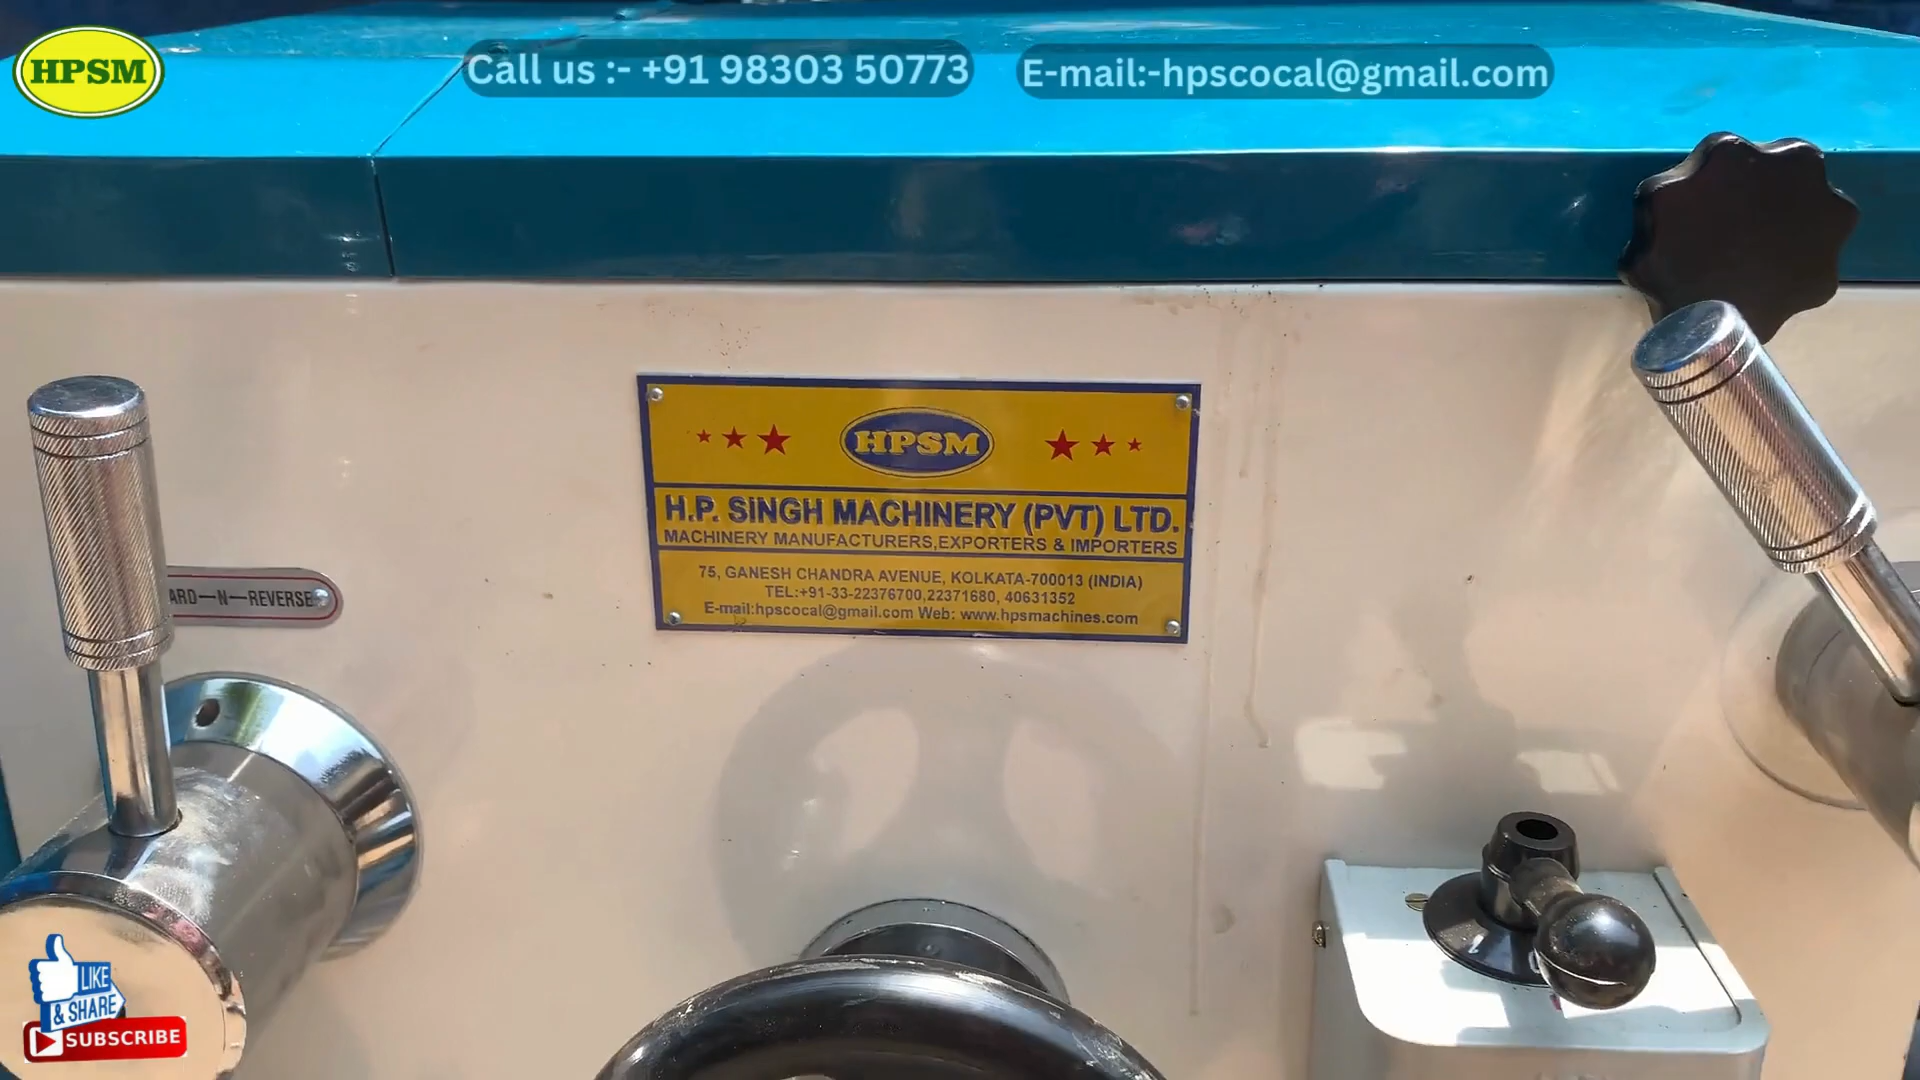 HPSM
Call us :- +91 98303 50773
E-mail:-hpscocal@gmail.com
HPSM
H.P. SINGH MACHINERY (PVT) LTD.
MACHINERY MANUFACTURERS,EXPORTERS & IMPORTERS
75, GANESH CHANDRA AVENUE, KOLKATA-700013 (INDIA)
TEL:+91-33-22376700,22371680, 40631352
E-mail:hpscocal@gmail.com Web: www.hpsmachines.com
ARD—N—REVERSE
LIKE
& SHARE
SUBSCRIBE